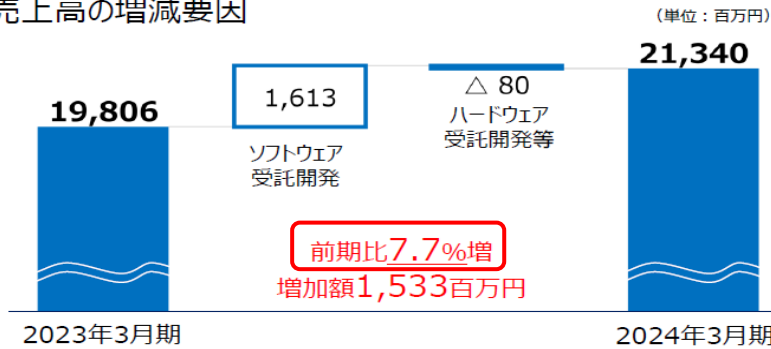 売上高の増減要因
(単位：百万円)
21,340
19,806
1,613
△ 80
ハードウェア
受託開発等
ソフトウェア
受託開発
前期比7.7%増
増加額1,533百万円
2023年3月期
2024年3月期